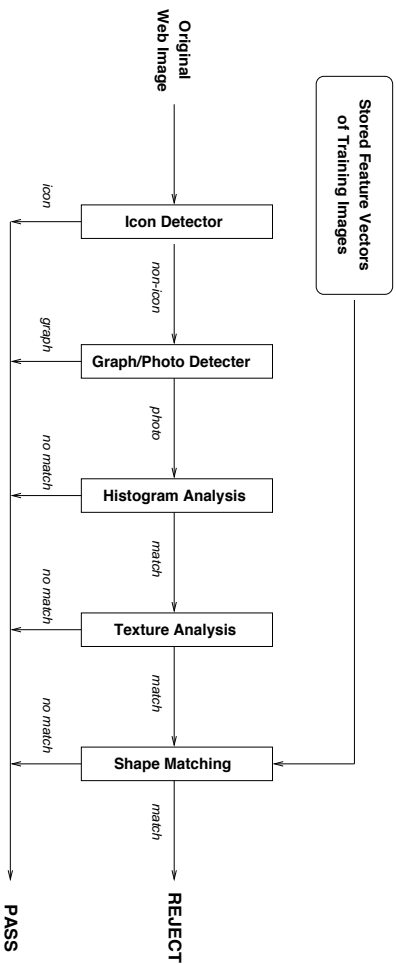 Stored Feature Vectors
of Training Images
Original
Web Image
Icon Detector
icon
non-icon
Graph/Photo Detecter
graph
photo
Histogram Analysis
no match
match
Texture Analysis
no match
match
Shape Matching
no match
match
REJECT
PASS